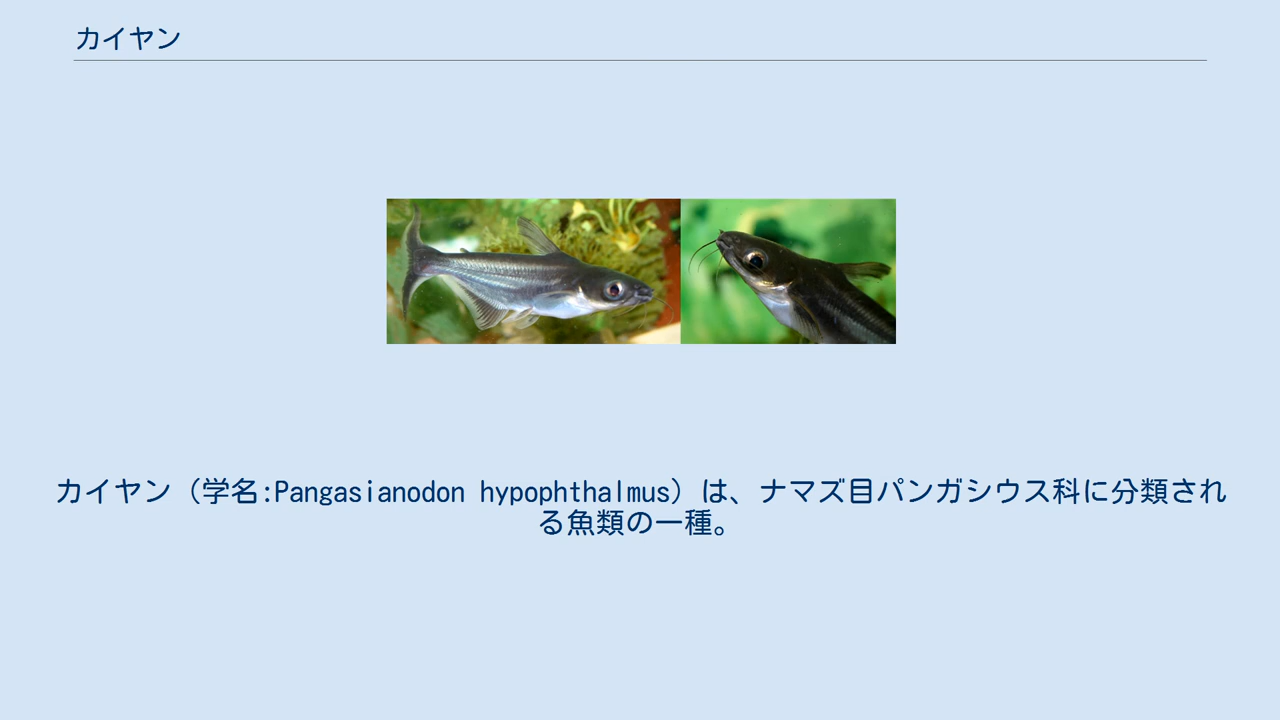 カイヤン
カイヤン（学名:Pangasianodon hypophthalmus）は、ナマズ目パンガシウス科に分類され
る魚類の一種。